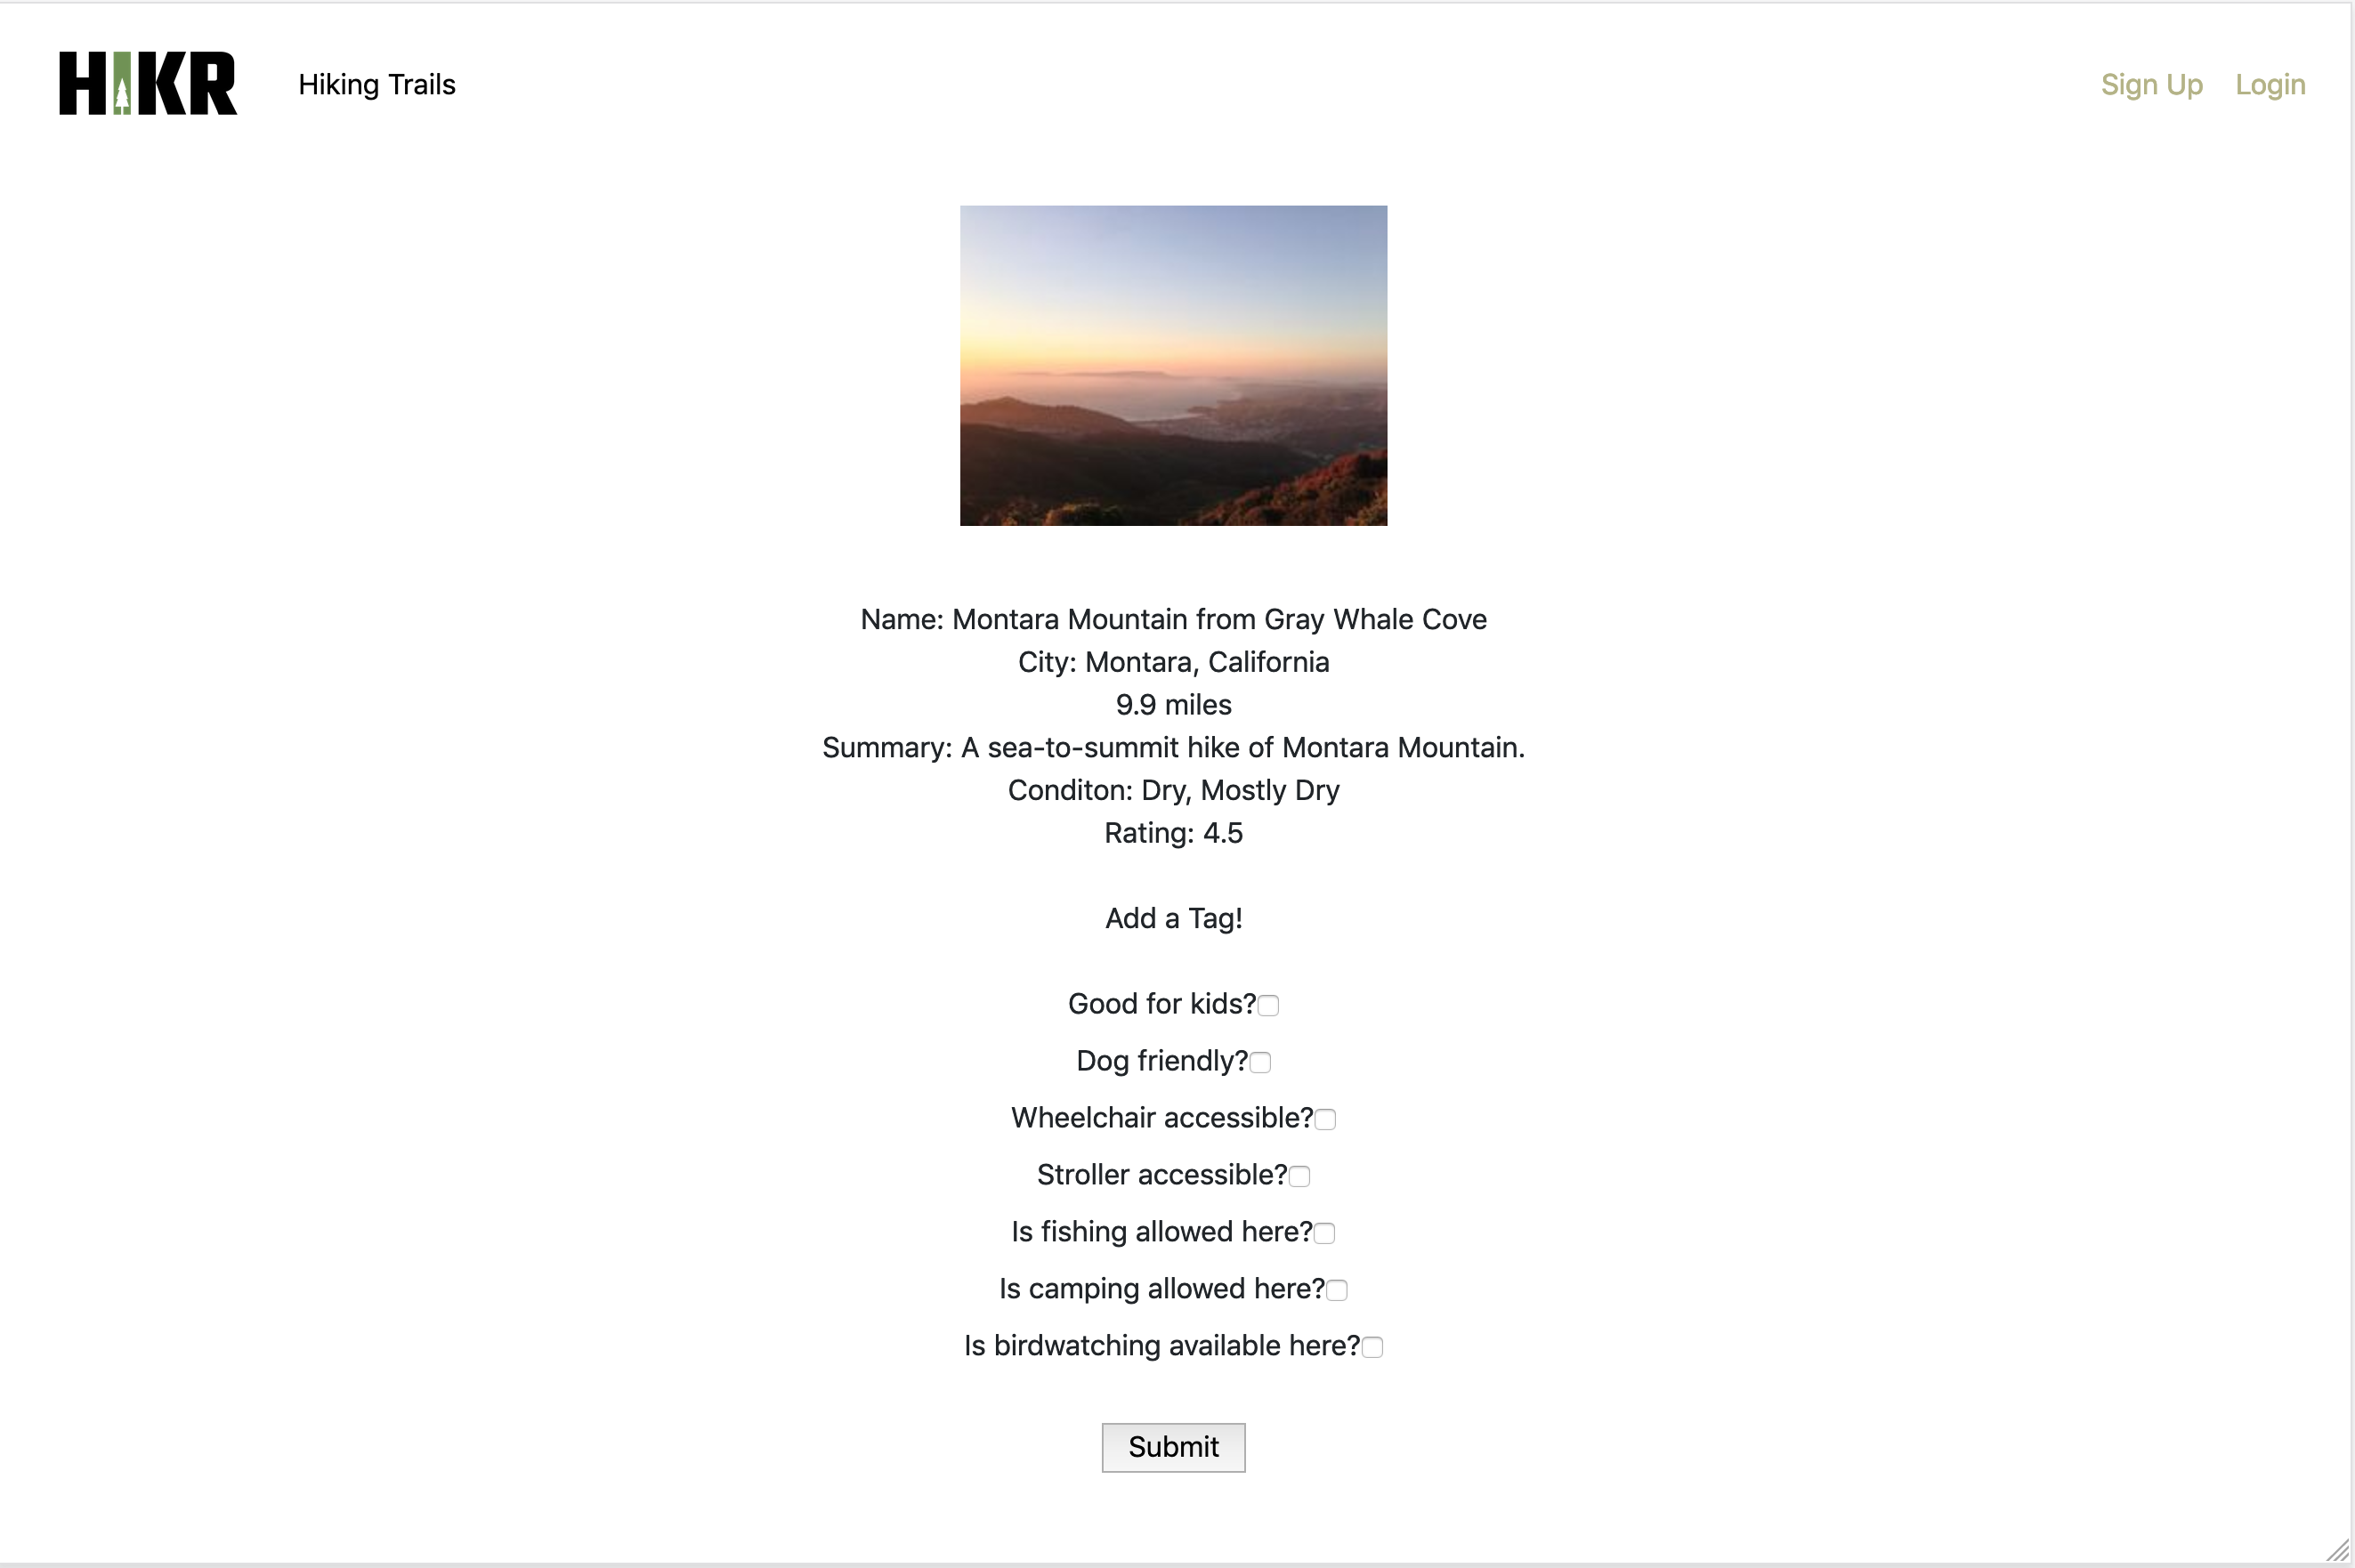 HIKR
Hiking Trails
Sign Up
Login
Name: Montara Mountain from Gray Whale Cove
City: Montara, California
9.9 miles
Summary: A sea-to-summit hike of Montara Mountain.
Conditon: Dry, Mostly Dry
Rating: 4.5
Add a Tag!
Good for kids?
Dog friendly?
Wheelchair accessible?
Stroller accessible?
Is fishing allowed here?
Is camping allowed here?
Is birdwatching available here?
Submit